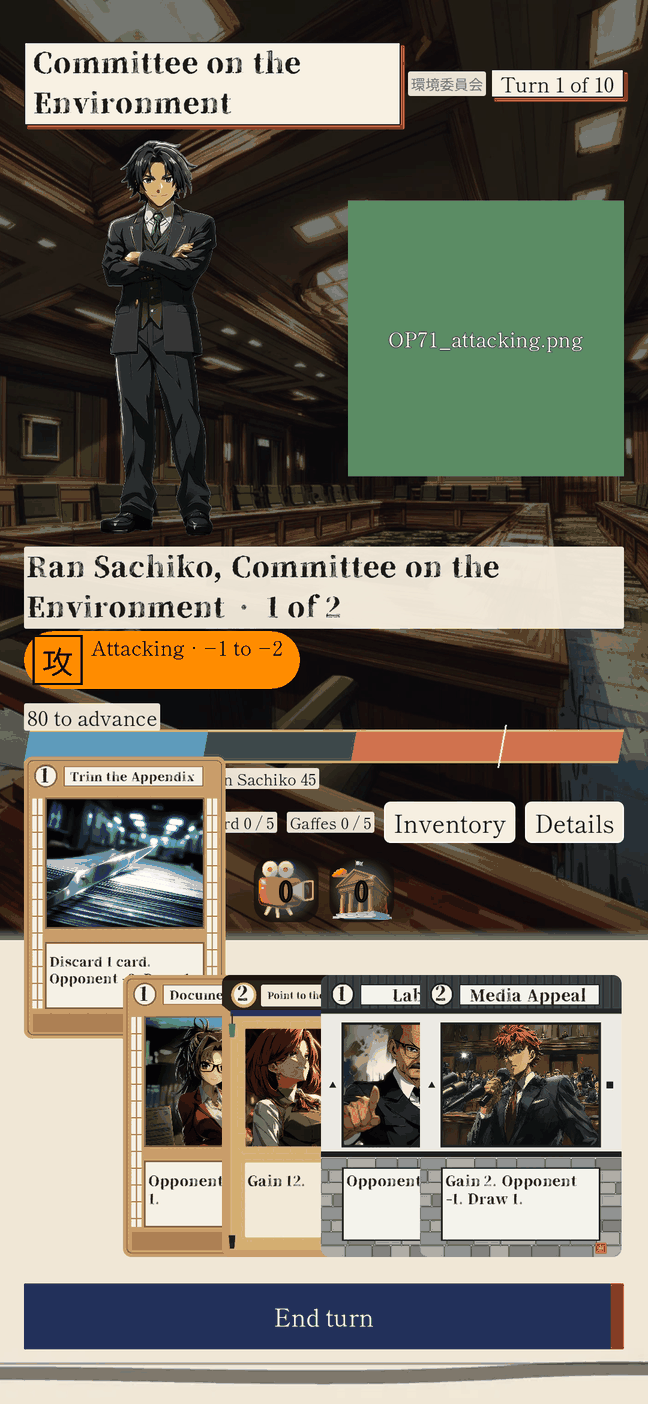 Committee on the
Environment
環境委員会
Turn 1 of 10
OP71_attacking.png
Ran Sachiko, Committee on the
Environment · 1 of 2
攻
Attacking · −1 to −2
80 to advance
n Sachiko 45
rd 0 / 5
Gaffes 0 / 5
Inventory
Details
0
0
1
Trim the Appendix
Discard 1 card.
Opponent
1
Docume
Opponent
1.
2
Point to the
Gain 12.
1
Lab
Opponent
2
Media Appeal
Gain 2. Opponent
-1. Draw 1.
End turn